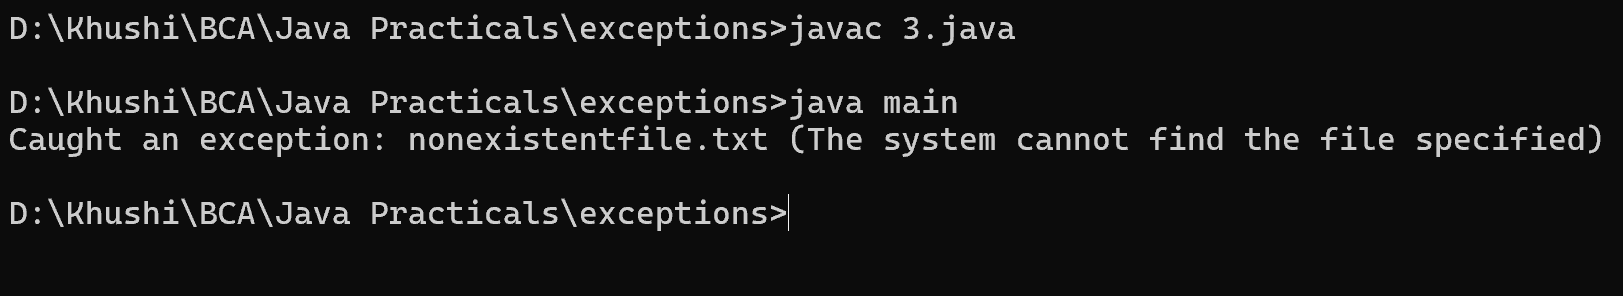 D:\Khushi\BCA\Java Practicals\exceptions>javac 3.java
D:\Khushi\BCA\Java Practicals\exceptions>java main
Caught an exception: nonexistentfile.txt (The system cannot find the file specified)
D:\Khushi\BCA\Java Practicals\exceptions>